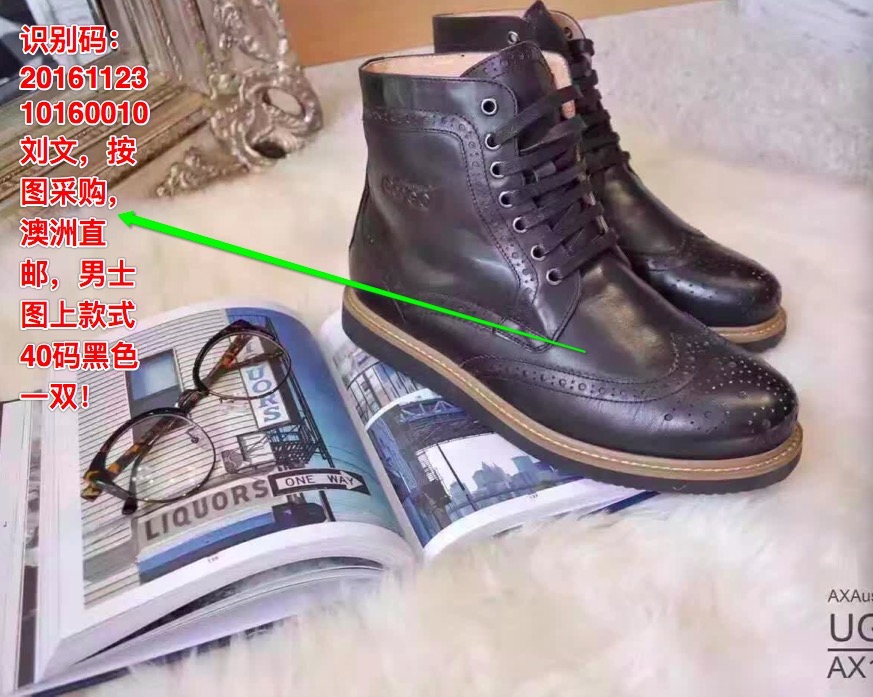 识别码：
20161123
10160010
刘文，按
图采购，
澳洲直
邮，男士
图上款式
40码黑色
一双！
UORS
LIQUORS
ONE WAY
AXAus
UG
AX1